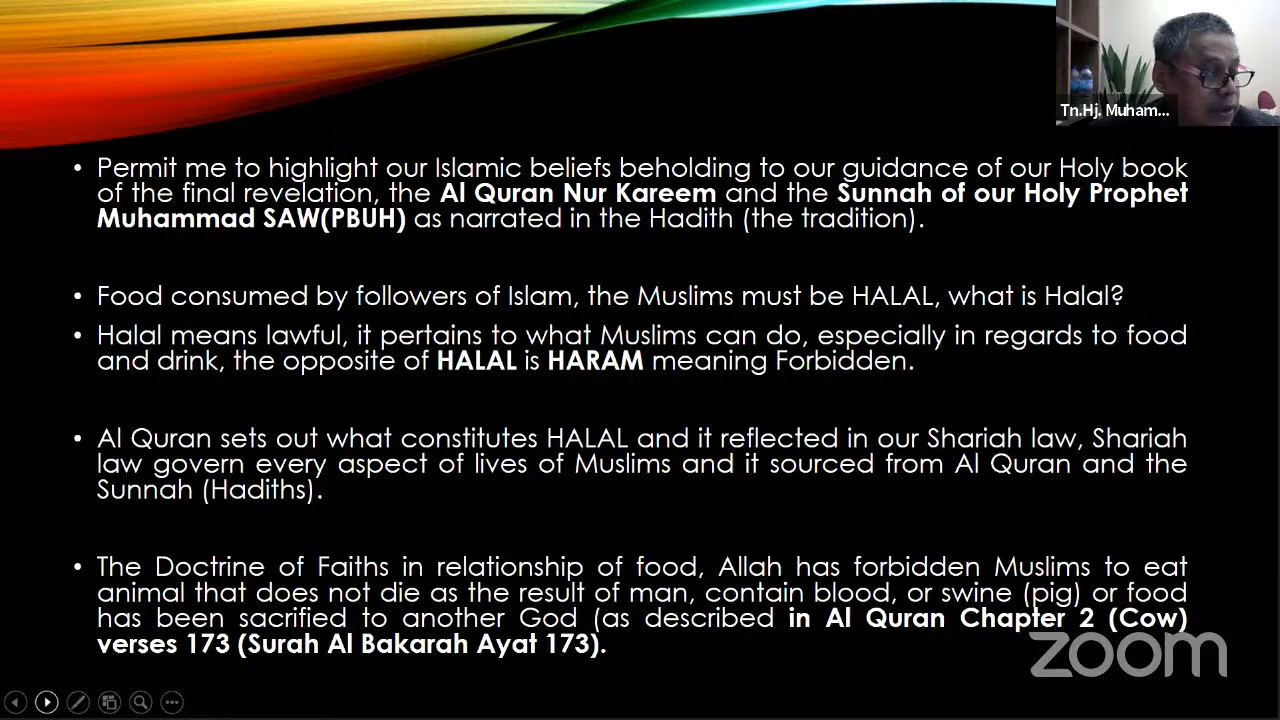 Tn.Hj. Muham...
• Permit me to highlight our Islamic beliefs beholding to our guidance of our Holy book
of the final revelation, the Al Quran Nur Kareem and the Sunnah of our Holy Prophet
Muhammad SAW(PBUH) as narrated in the Hadith (the tradition).
• Food consumed by followers of Islam, the Muslims must be HALAL, what is Halal?
• Halal means lawful, it pertains to what Muslims can do, especially in regards to food
and drink, the opposite of HALAL is HARAM meaning Forbidden.
• Al Quran sets out what constitutes HALAL and it reflected in our Shariah law, Shariah
law govern every aspect of lives of Muslims and it sourced from Al Quran and the
Sunnah (Hadiths).
• The Doctrine of Faiths in relationship of food, Allah has forbidden Muslims to eat
animal that does not die as the result of man, contain blood, or swine (pig) or food
has been sacrified to another God (as described in Al Quran Chapter 2 (Cow)
verses 173 (Surah Al Bakarah Ayat 173).
zoom